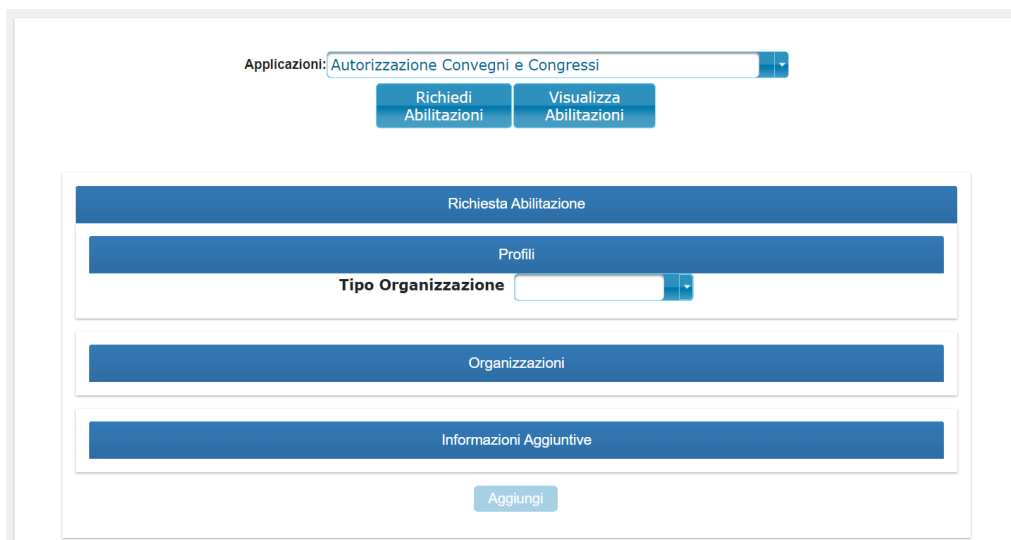 Applicazioni: Autorizzazione Convegni e Congressi
Richiedi Abilitazioni
Visualizza Abilitazioni
Richiesta Abilitazione
Profili
Tipo Organizzazione
Organizzazioni
Informazioni Aggiuntive
Aggiungi